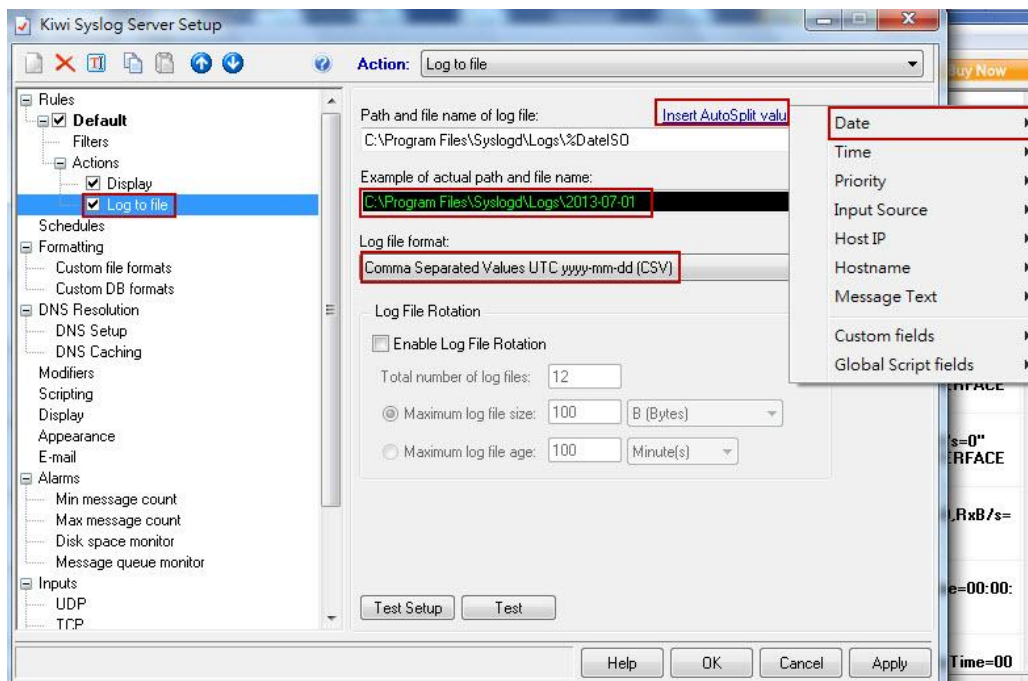 Kiwi Syslog Server Setup
Action: Log to file
Rules
Default
Filters
Actions
Display
Log to file
Schedules
Formatting
Custom file formats
Custom DB formats
DNS Resolution
DNS Setup
DNS Caching
Modifiers
Scripting
Display
Appearance
E-mail
Alarms
Min message count
Max message count
Disk space monitor
Message queue monitor
Inputs
UDP
TCP
Path and file name of log file:
Insert AutoSplit valu
C:\Program Files\Syslogd\Logs\%DateISO
Example of actual path and file name:
C:\Program Files\Syslogd\Logs\2013-07-01
Log file format:
Comma Separated Values UTC yyyy-mm-dd (CSV)
Log File Rotation
Enable Log File Rotation
Total number of log files: 12
Maximum log file size: 100 B (Bytes)
Maximum log file age: 100 Minute(s)
Test Setup Test
Help OK Cancel Apply
Date
Time
Priority
Input Source
Host IP
Hostname
Message Text
Custom fields
Global Script fields
Buy Now
/s=0"
ERFACE
,RxB/s=
e=00:00:
Time=00